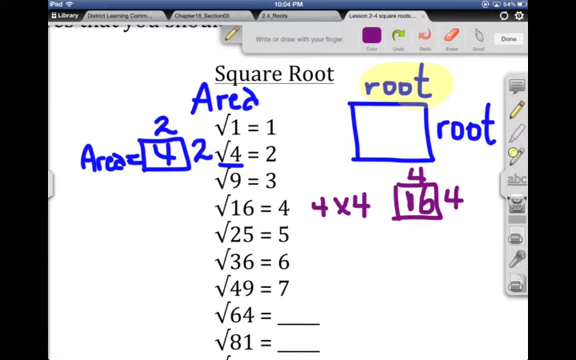 iPad
10:04 PM
54%
Library
District Learning Comm...
Chapter18_Section03
2.4_Roots
Lesson 2-4 square roots...
Write or draw with your finger.
Color
Undo
Redo
Erase
Scroll
Done
Square Root
Area
√1 = 1
√4 = 2
√9 = 3
√16 = 4
√25 = 5
√36 = 6
√49 = 7
√64 = ____
√81 = ____
2
Area= 4 2
root
root
4
4x4 16 4
abc